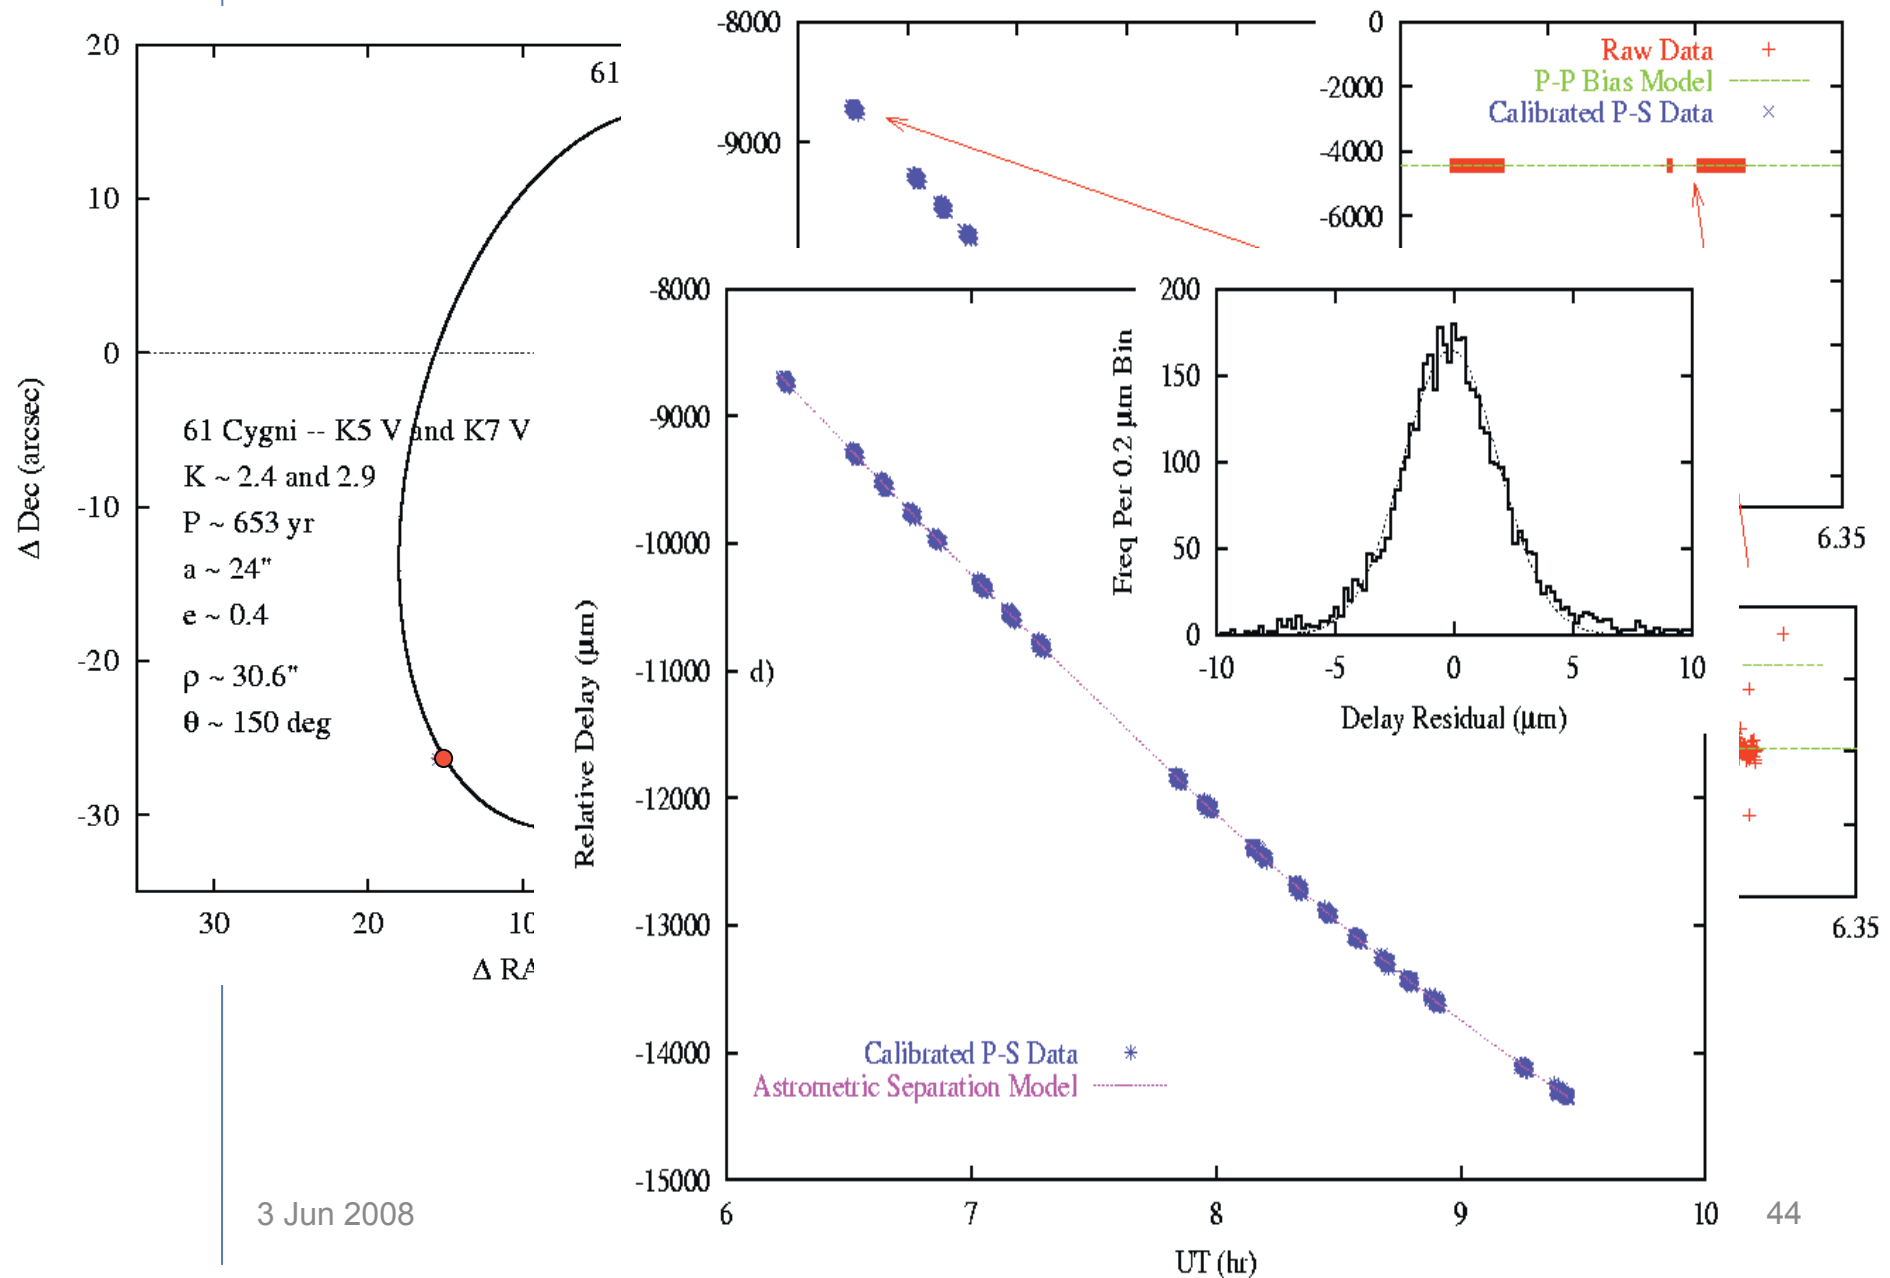 20
10
0
-10
-20
-30
Δ Dec (arcsec)
61
61 Cygni -- K5 V and K7 V
K ~ 2.4 and 2.9
P ~ 653 yr
a ~ 24"
e ~ 0.4
ρ ~ 30.6"
θ ~ 150 deg
30
20
10
Δ RA
-8000
-9000
0
-2000
-4000
-6000
Raw Data
P-P Bias Model
Calibrated P-S Data
6.35
6.35
-8000
-9000
-10000
-11000
-12000
-13000
-14000
-15000
Relative Delay (μm)
d)
Calibrated P-S Data
Astrometric Separation Model
6 7 8 9 10
UT (hr)
200
150
100
50
0
Freq Per 0.2 μm Bin
-10 -5 0 5 10
Delay Residual (μm)
3 Jun 2008
44